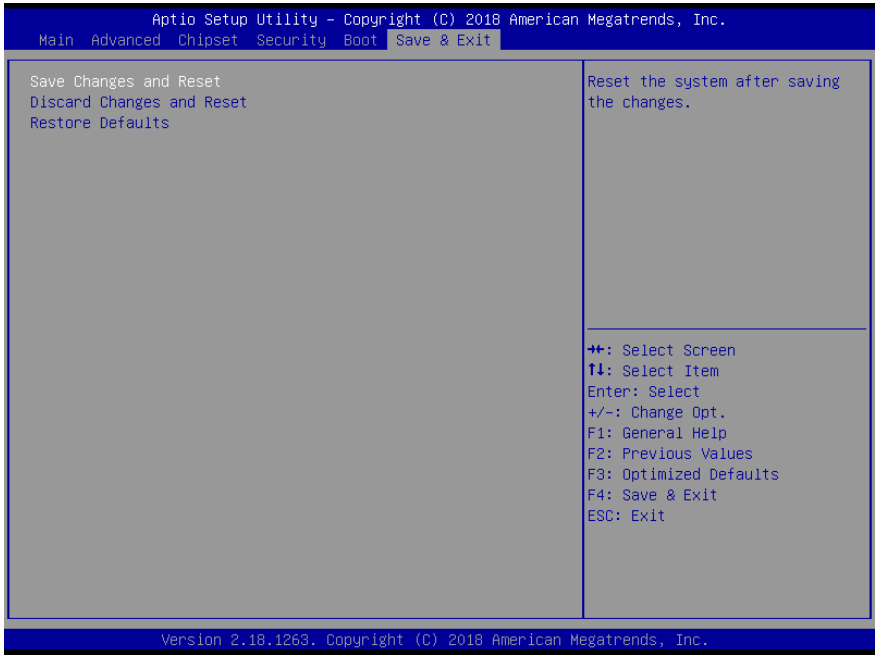 Aptio Setup Utility – Copyright (C) 2018 American Megatrends, Inc.
Main Advanced Chipset Security Boot Save & Exit
Save Changes and Reset
Discard Changes and Reset
Restore Defaults
Reset the system after saving
the changes.
→←: Select Screen
↑↓: Select Item
Enter: Select
+/-: Change Opt.
F1: General Help
F2: Previous Values
F3: Optimized Defaults
F4: Save & Exit
ESC: Exit
Version 2.18.1263. Copyright (C) 2018 American Megatrends, Inc.